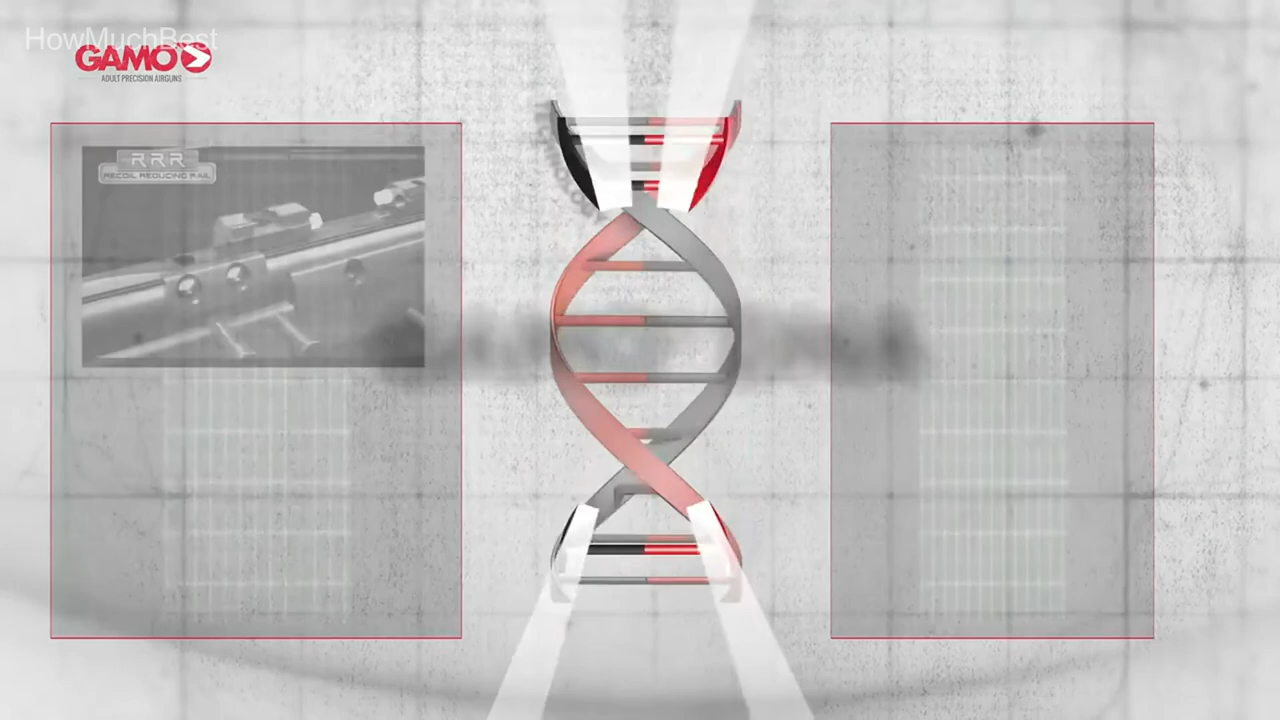 HowMuchBest
GAMO
ADULT PRECISION AIRGUNS
RRR
RECOIL REDUCING RAIL